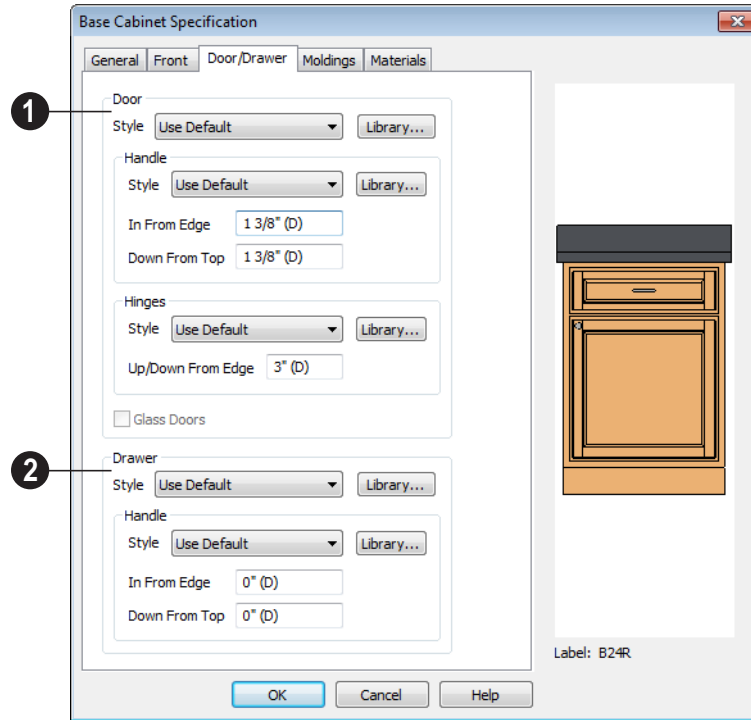 Base Cabinet Specification
General Front Door/Drawer Moldings Materials
1
Door
Style Use Default Library...
Handle
Style Use Default Library...
In From Edge 1 3/8" (D)
Down From Top 1 3/8" (D)
Hinges
Style Use Default Library...
Up/Down From Edge 3" (D)
Glass Doors
2
Drawer
Style Use Default Library...
Handle
Style Use Default Library...
In From Edge 0" (D)
Down From Top 0" (D)
Label: B24R
OK Cancel Help